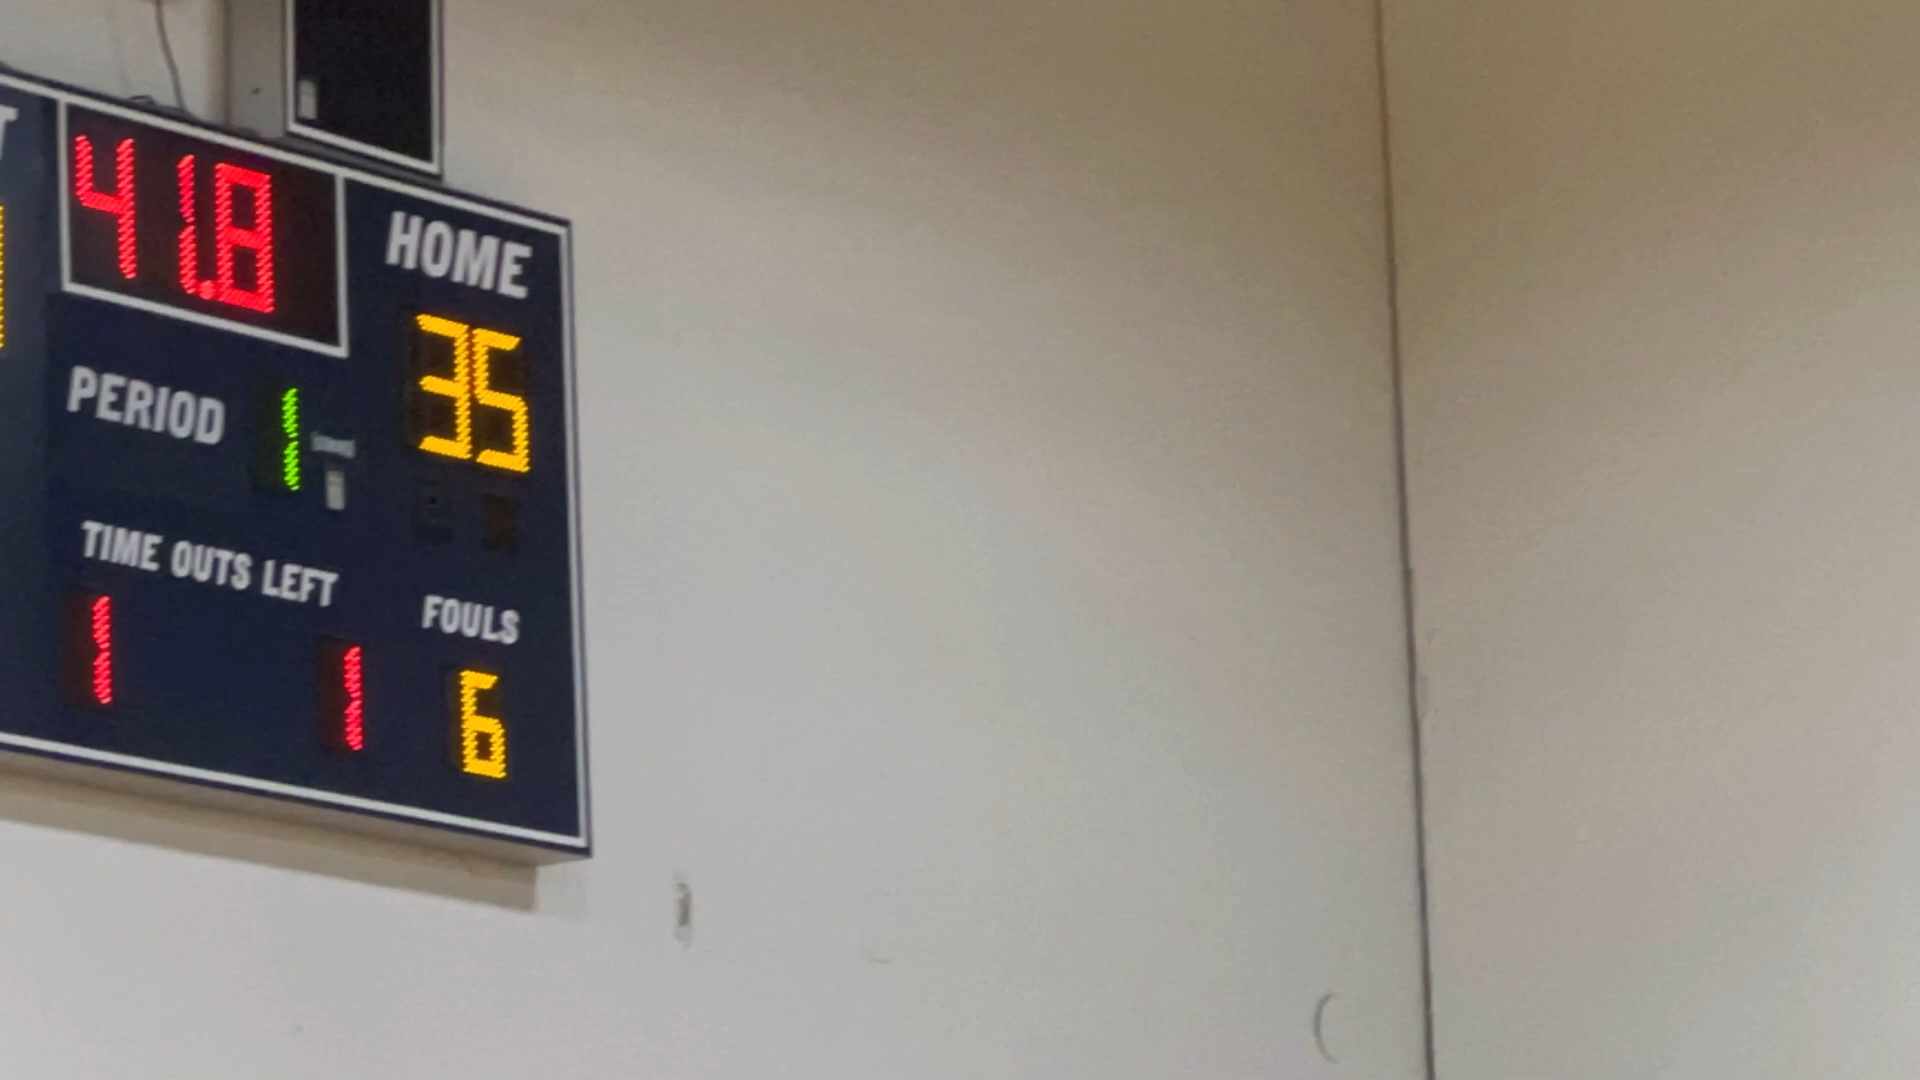 T
41.8
HOME
35
PERIOD 1
TIME OUTS LEFT
1 1
FOULS
6